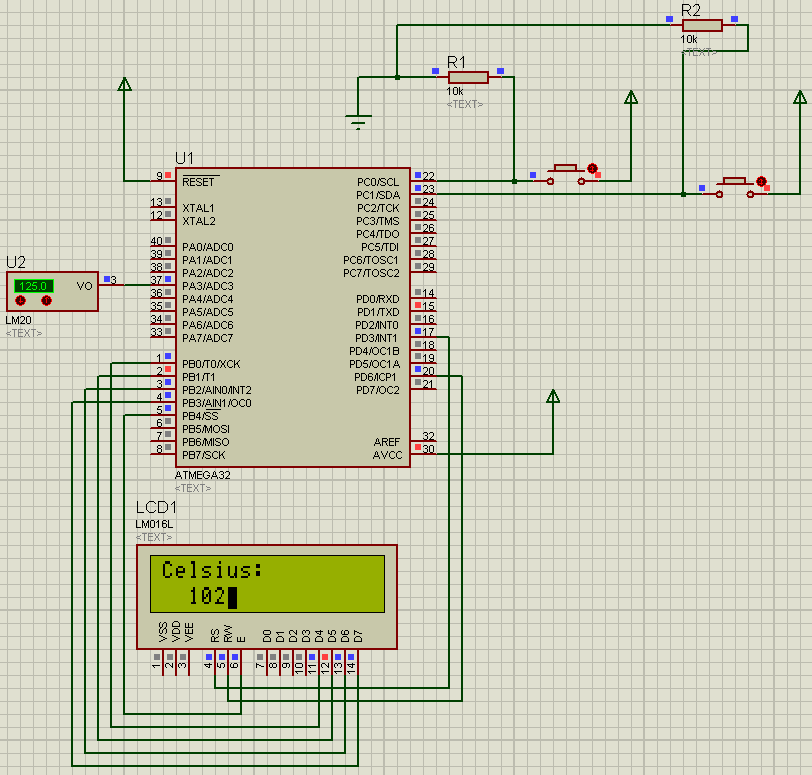 R2
10k
<TEXT>
R1
10k
<TEXT>
U1
9 RESET
13 XTAL1
12 XTAL2
40 PA0/ADC0
39 PA1/ADC1
38 PA2/ADC2
37 PA3/ADC3
36 PA4/ADC4
35 PA5/ADC5
34 PA6/ADC6
33 PA7/ADC7
1 PB0/T0/XCK
2 PB1/T1
3 PB2/AIN0/INT2
4 PB3/AIN1/OC0
5 PB4/SS
6 PB5/MOSI
7 PB6/MISO
8 PB7/SCK
PC0/SCL 22
PC1/SDA 23
PC2/TCK 24
PC3/TMS 25
PC4/TDO 26
PC5/TDI 27
PC6/TOSC1 28
PC7/TOSC2 29
PD0/RXD 14
PD1/TXD 15
PD2/INT0 16
PD3/INT1 17
PD4/OC1B 18
PD5/OC1A 19
PD6/ICP1 20
PD7/OC2 21
AREF 32
AVCC 30
ATMEGA32
<TEXT>
U2
125.0 VO 3
LM20
<TEXT>
LCD1
LM016L
<TEXT>
Celsius:
102
VSS VDD VEE RS RW E D0 D1 D2 D3 D4 D5 D6 D7
1 2 3 4 5 6 7 8 9 10 11 12 13 14